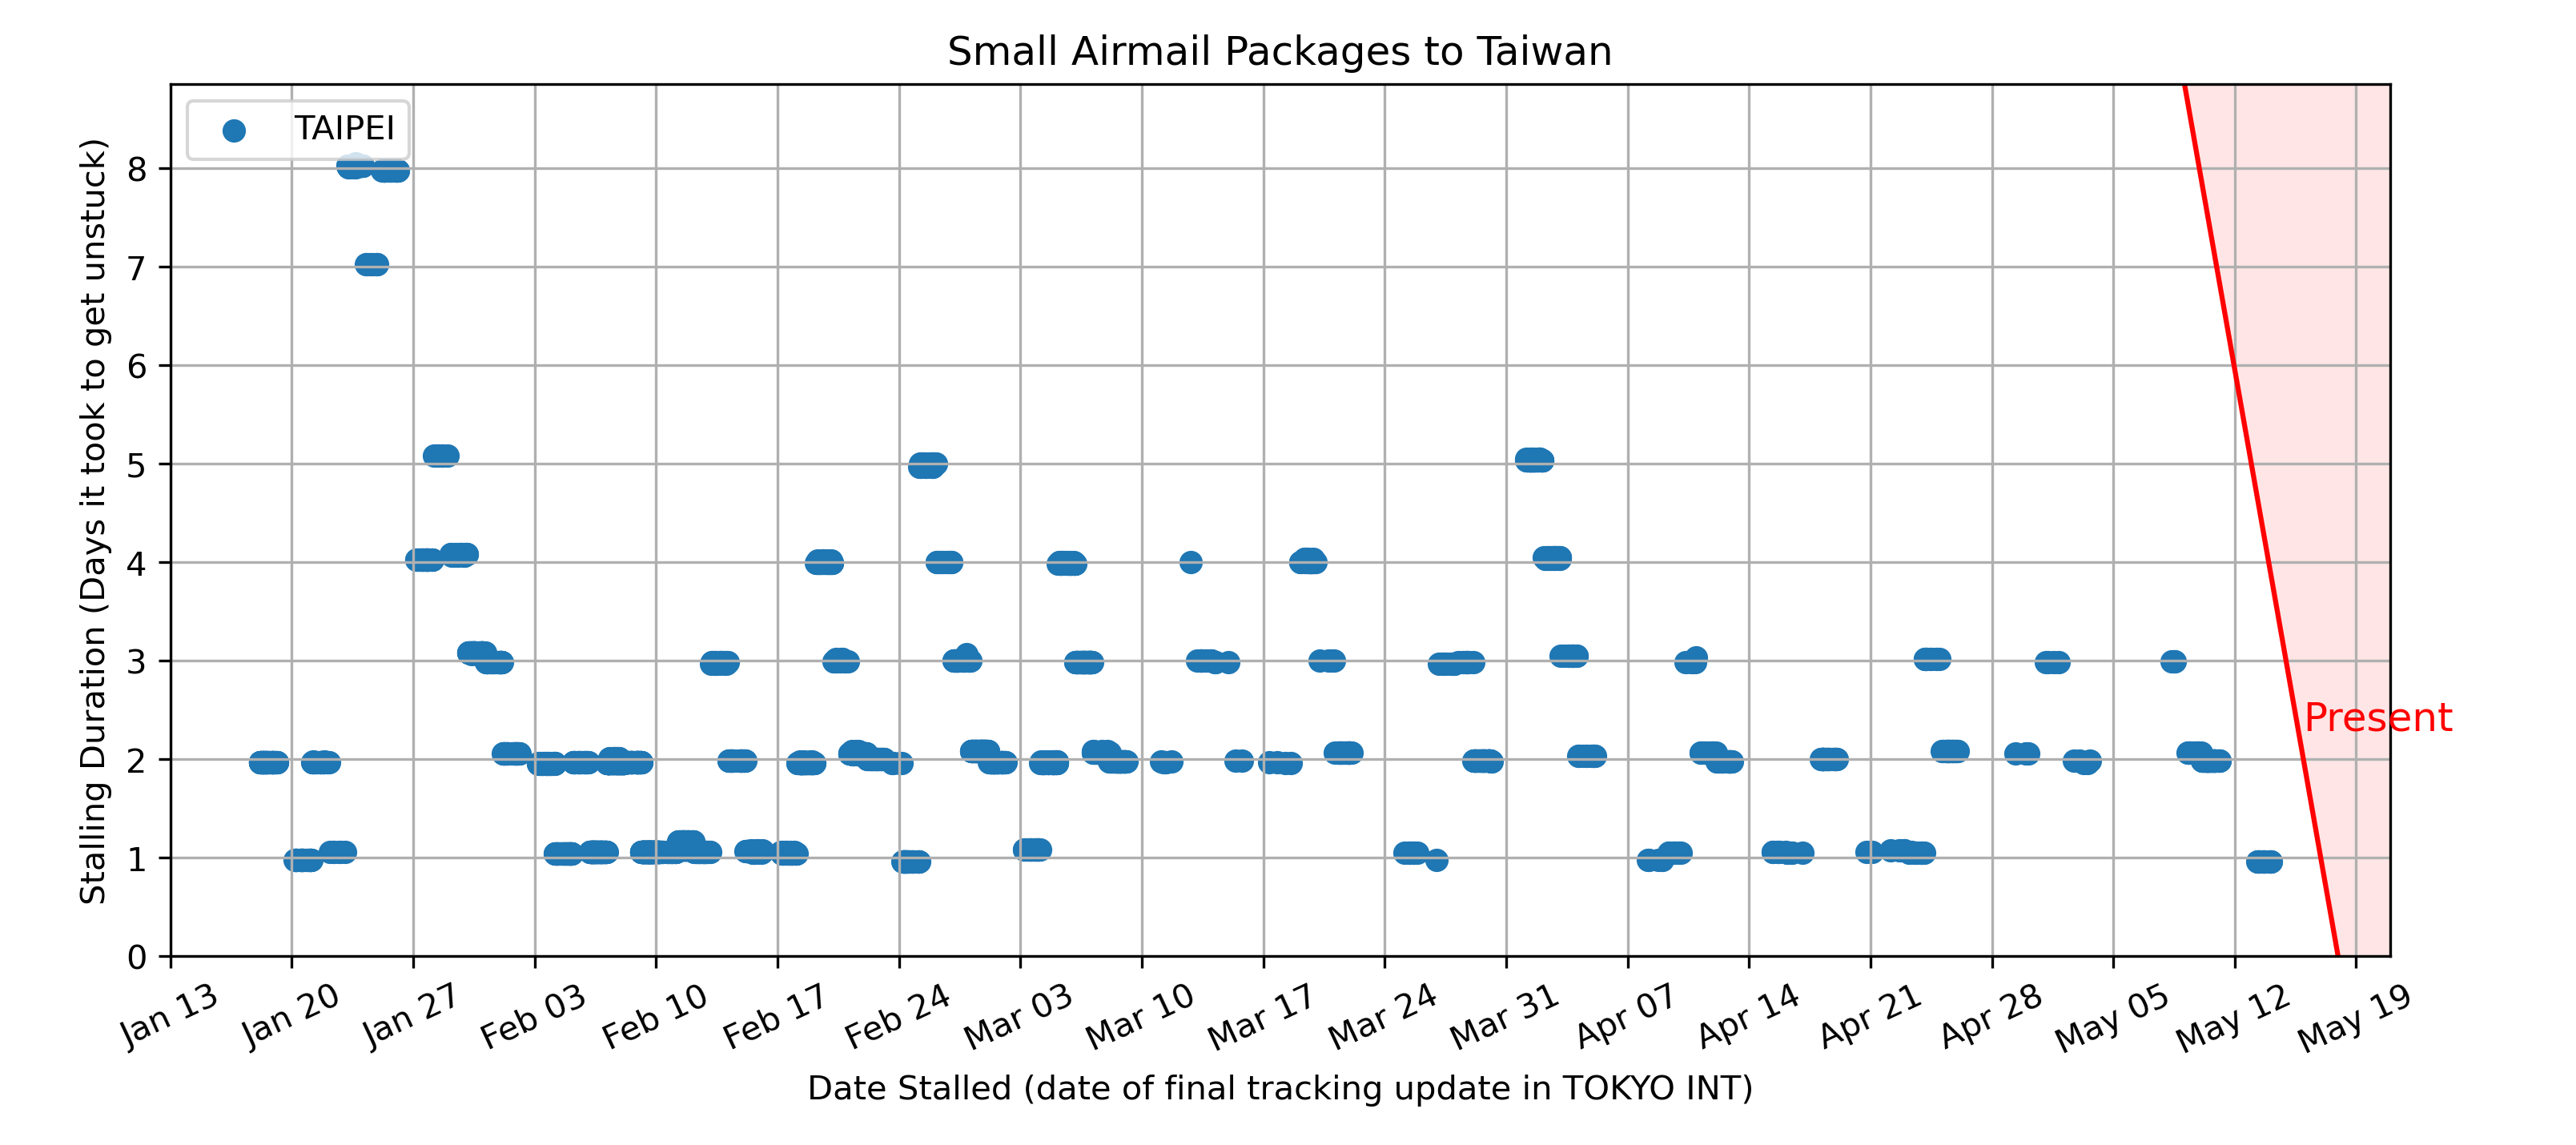 Small Airmail Packages to Taiwan
TAIPEI
Stalling Duration (Days it took to get unstuck)
8
7
6
5
4
3
2
1
0
Present
Jan 13
Jan 20
Jan 27
Feb 03
Feb 10
Feb 17
Feb 24
Mar 03
Mar 10
Mar 17
Mar 24
Mar 31
Apr 07
Apr 14
Apr 21
Apr 28
May 05
May 12
May 19
Date Stalled (date of final tracking update in TOKYO INT)